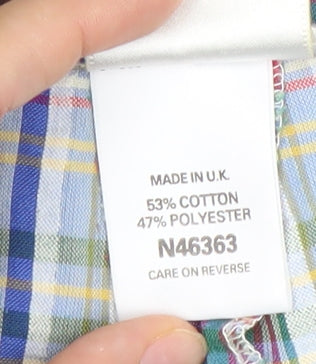 MADE IN U.K.
53% COTTON
47% POLYESTER
N46363
CARE ON REVERSE